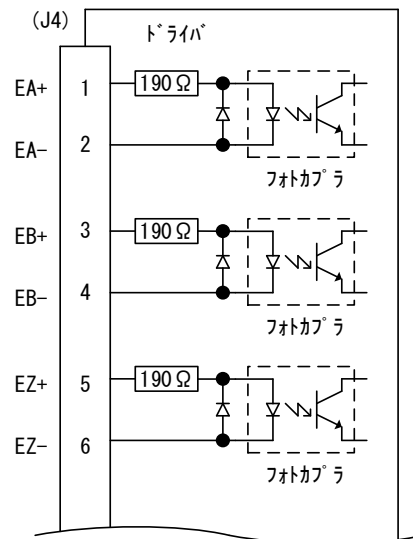 (J4)
ﾄﾞﾗｲﾊﾞ
EA+ 1 190Ω
EA- 2
ﾌｫﾄｶﾌﾟﾗ
EB+ 3 190Ω
EB- 4
ﾌｫﾄｶﾌﾟﾗ
EZ+ 5 190Ω
EZ- 6
ﾌｫﾄｶﾌﾟﾗ